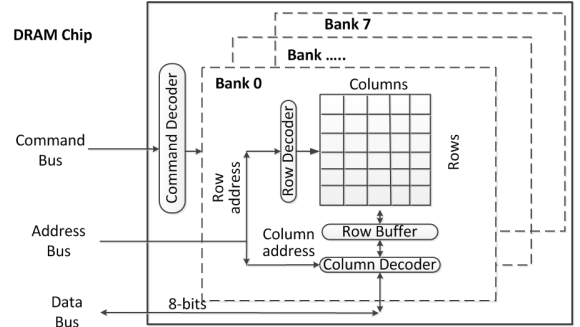 DRAM Chip
Bank 7
Bank .....
Bank 0
Columns
Command Decoder
Row Decoder
Rows
Command
Bus
Row
address
Address
Bus
Column
address
Row Buffer
Column Decoder
8-bits
Data
Bus